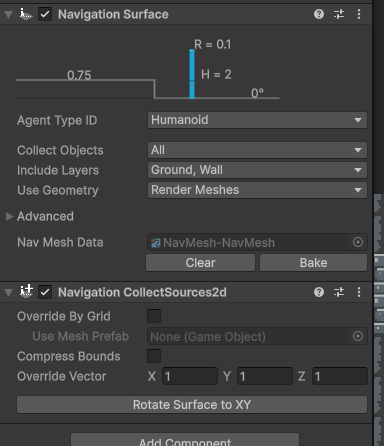 Navigation Surface
R = 0.1
0.75
H = 2
0°
Agent Type ID Humanoid
Collect Objects All
Include Layers Ground, Wall
Use Geometry Render Meshes
Advanced
Nav Mesh Data NavMesh-NavMesh
Clear Bake
Navigation CollectSources2d
Override By Grid
Use Mesh Prefab None (Game Object)
Compress Bounds
Override Vector X 1 Y 1 Z 1
Rotate Surface to XY
Add Component